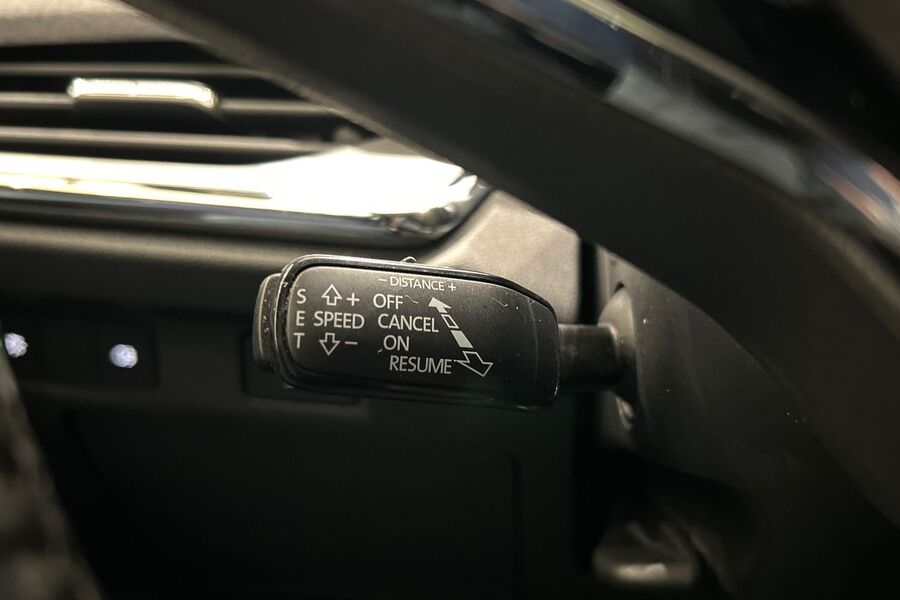 - DISTANCE +
S + OFF
E SPEED CANCEL
T - ON
RESUME